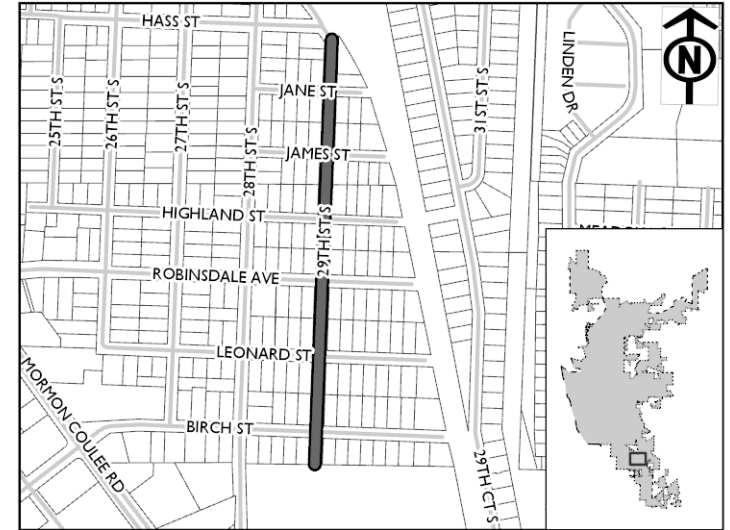 HASS ST
N
LINDEN DR
JANE ST
25TH ST S
26TH ST S
27TH ST S
28TH ST S
31ST ST S
JAMES ST
HIGHLAND ST
29TH ST S
ROBINSDALE AVE
LEONARD ST
MORMON COULEE RD
BIRCH ST
29TH CT S